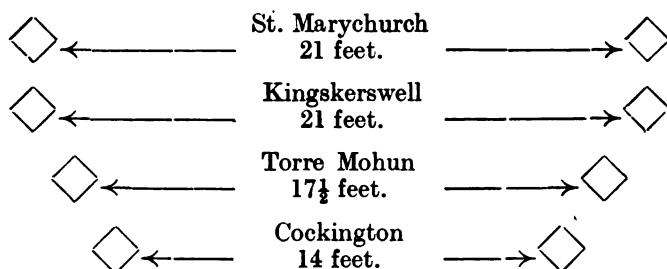 St. Marychurch
21 feet.
Kingskerswell
21 feet.
Torre Mohun
17½ feet.
Cockington
14 feet.